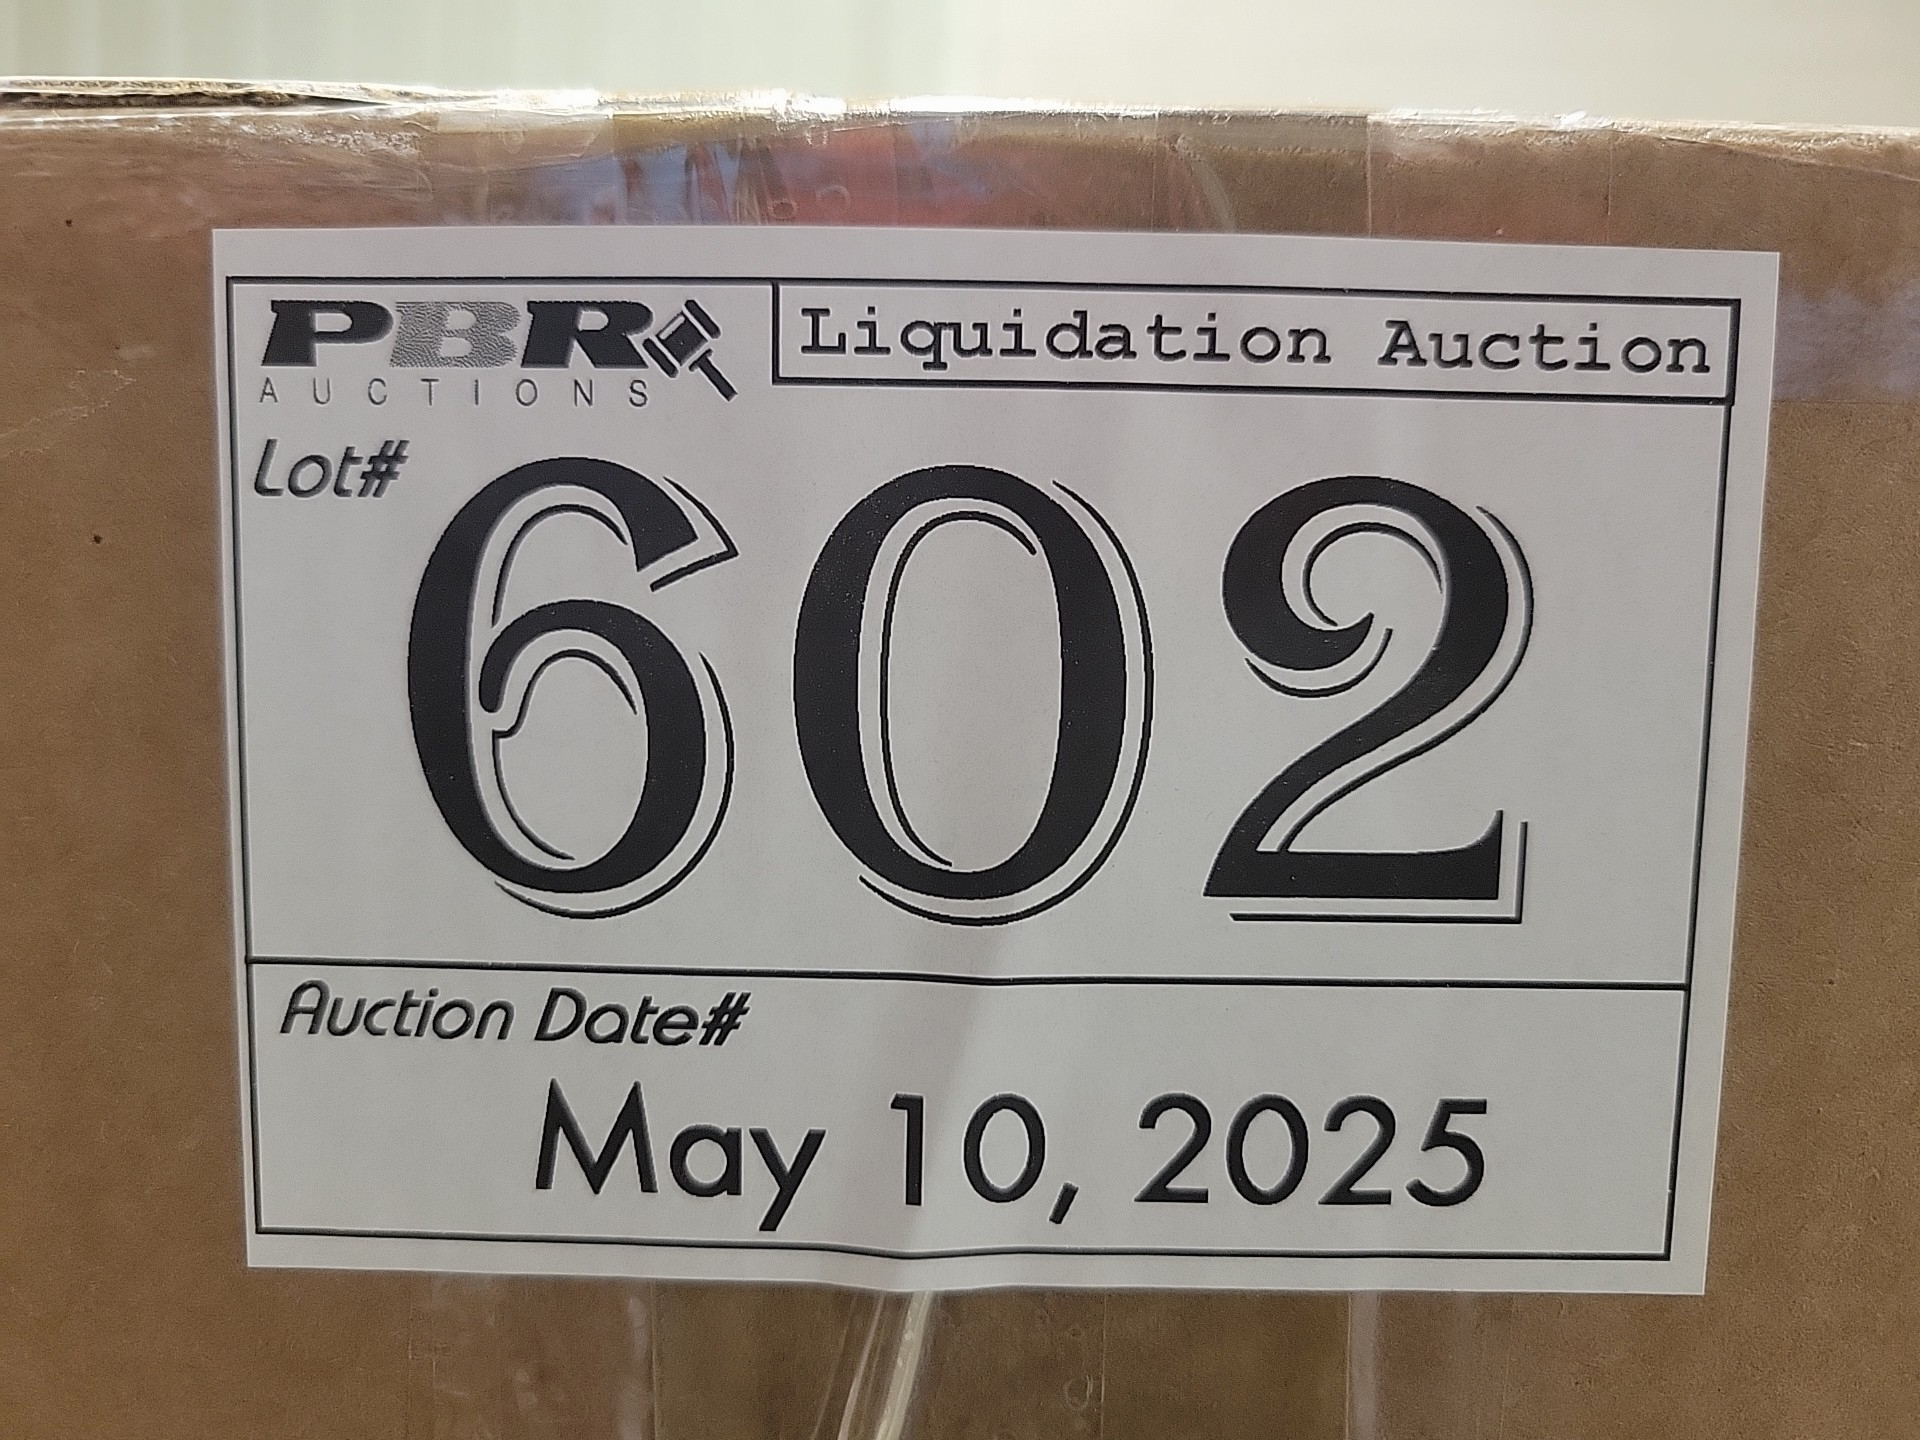 PBR
AUCTIONS
Liquidation Auction
Lot#
602
Auction Date#
May 10, 2025